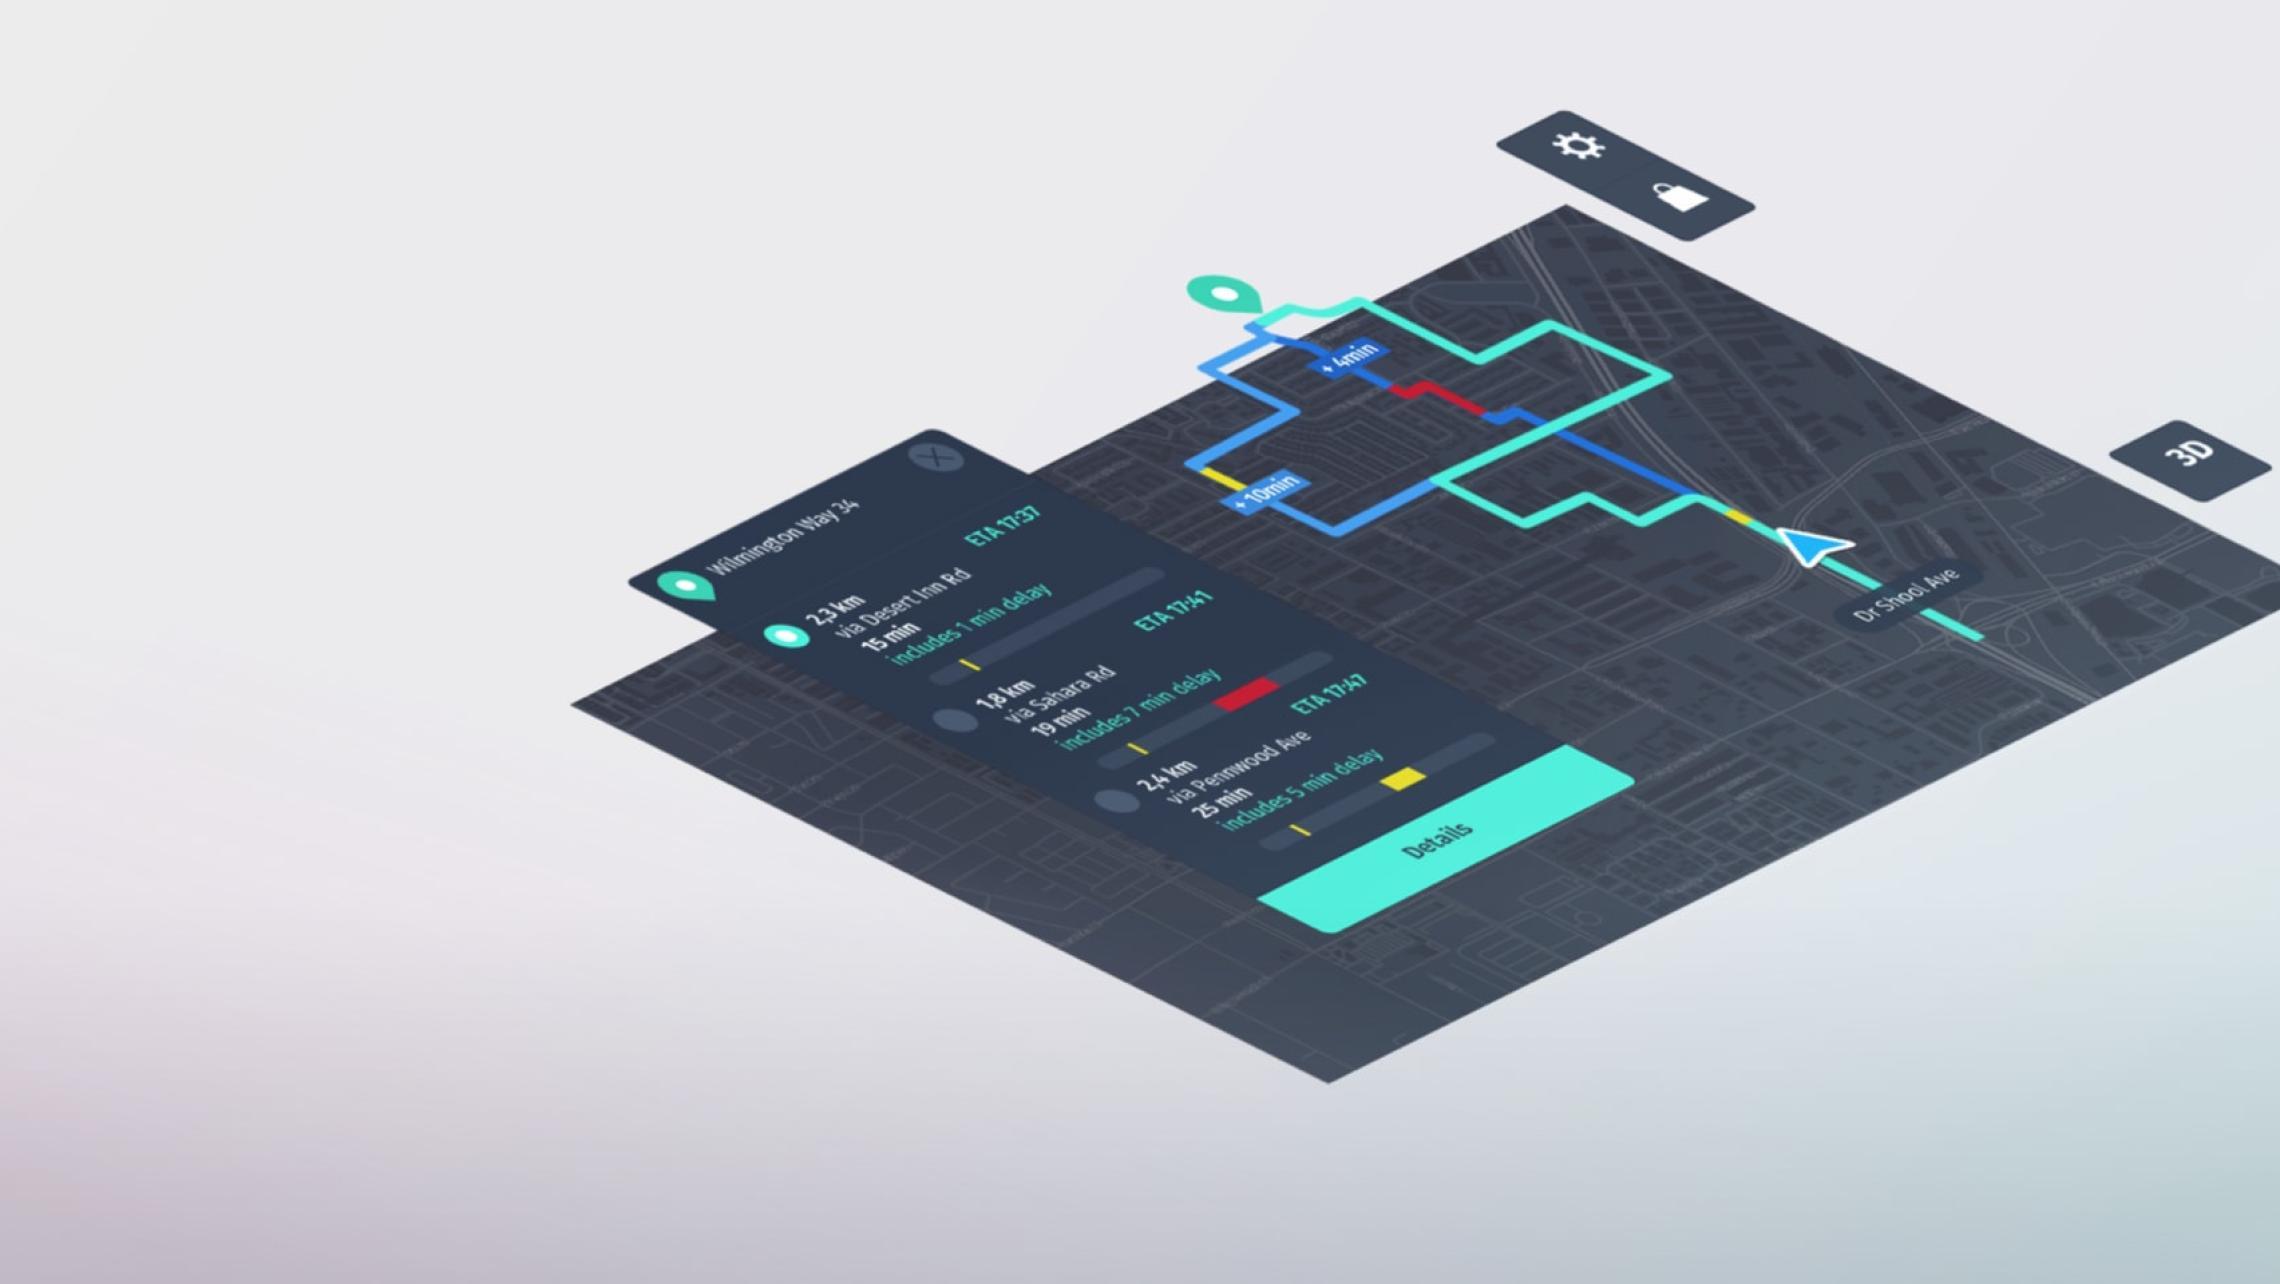 Wilmington Way 34
ETA 17:37
2,3 km
via Desert Inn Rd
15 min
includes 1 min delay
ETA 17:41
1,8 km
via Sahara Rd
19 min
includes 7 min delay
ETA 17:47
2,4 km
via Pennwood Ave
25 min
includes 5 min delay
Details
+ 4min
+ 10min
Dr Shool Ave
3D